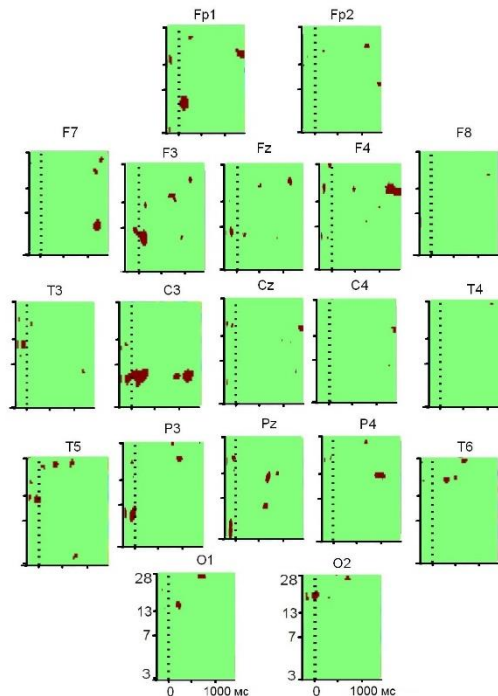 Fp1 Fp2
F7 F3 Fz F4 F8
T3 C3 Cz C4 T4
T5 P3 Pz P4 T6
O1 O2
28 28
13 13
7 7
3 3
0 1000 мс 0 1000 мс